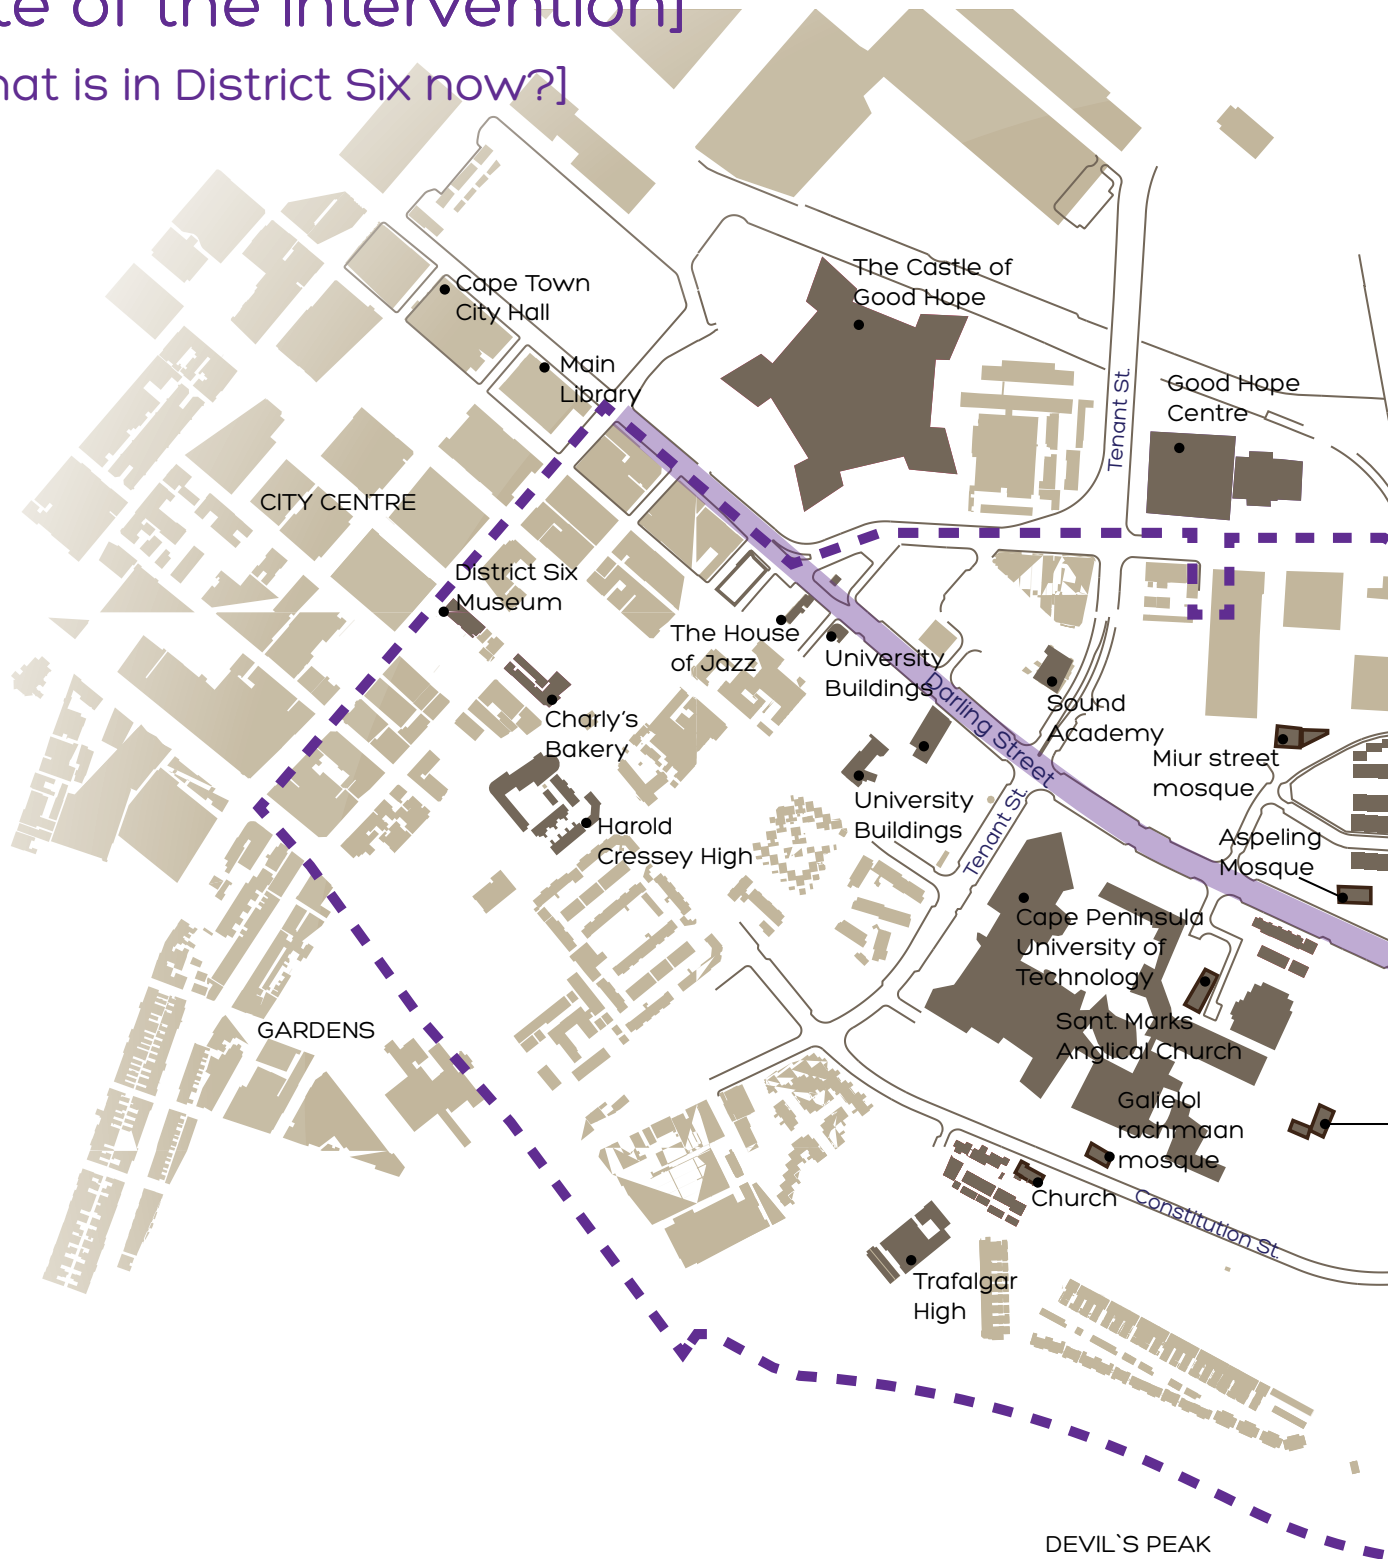 te of the intervention]
hat is in District Six now?]
The Castle of
Good Hope
Cape Town
City Hall
Main
Library
Tenant St.
Good Hope
Centre
CITY CENTRE
District Six
Museum
The House
of Jazz
University
Buildings
Darling Street
Sound
Academy
Charly's
Bakery
Miur street
mosque
University
Buildings
Tenant St.
Harold
Cressey High
Aspeling
Mosque
Cape Peninsula
University of
Technology
GARDENS
Sant. Marks
Anglical Church
Galielol
rachmaan
mosque
Church
Constitution St.
Trafalgar
High
DEVIL`S PEAK